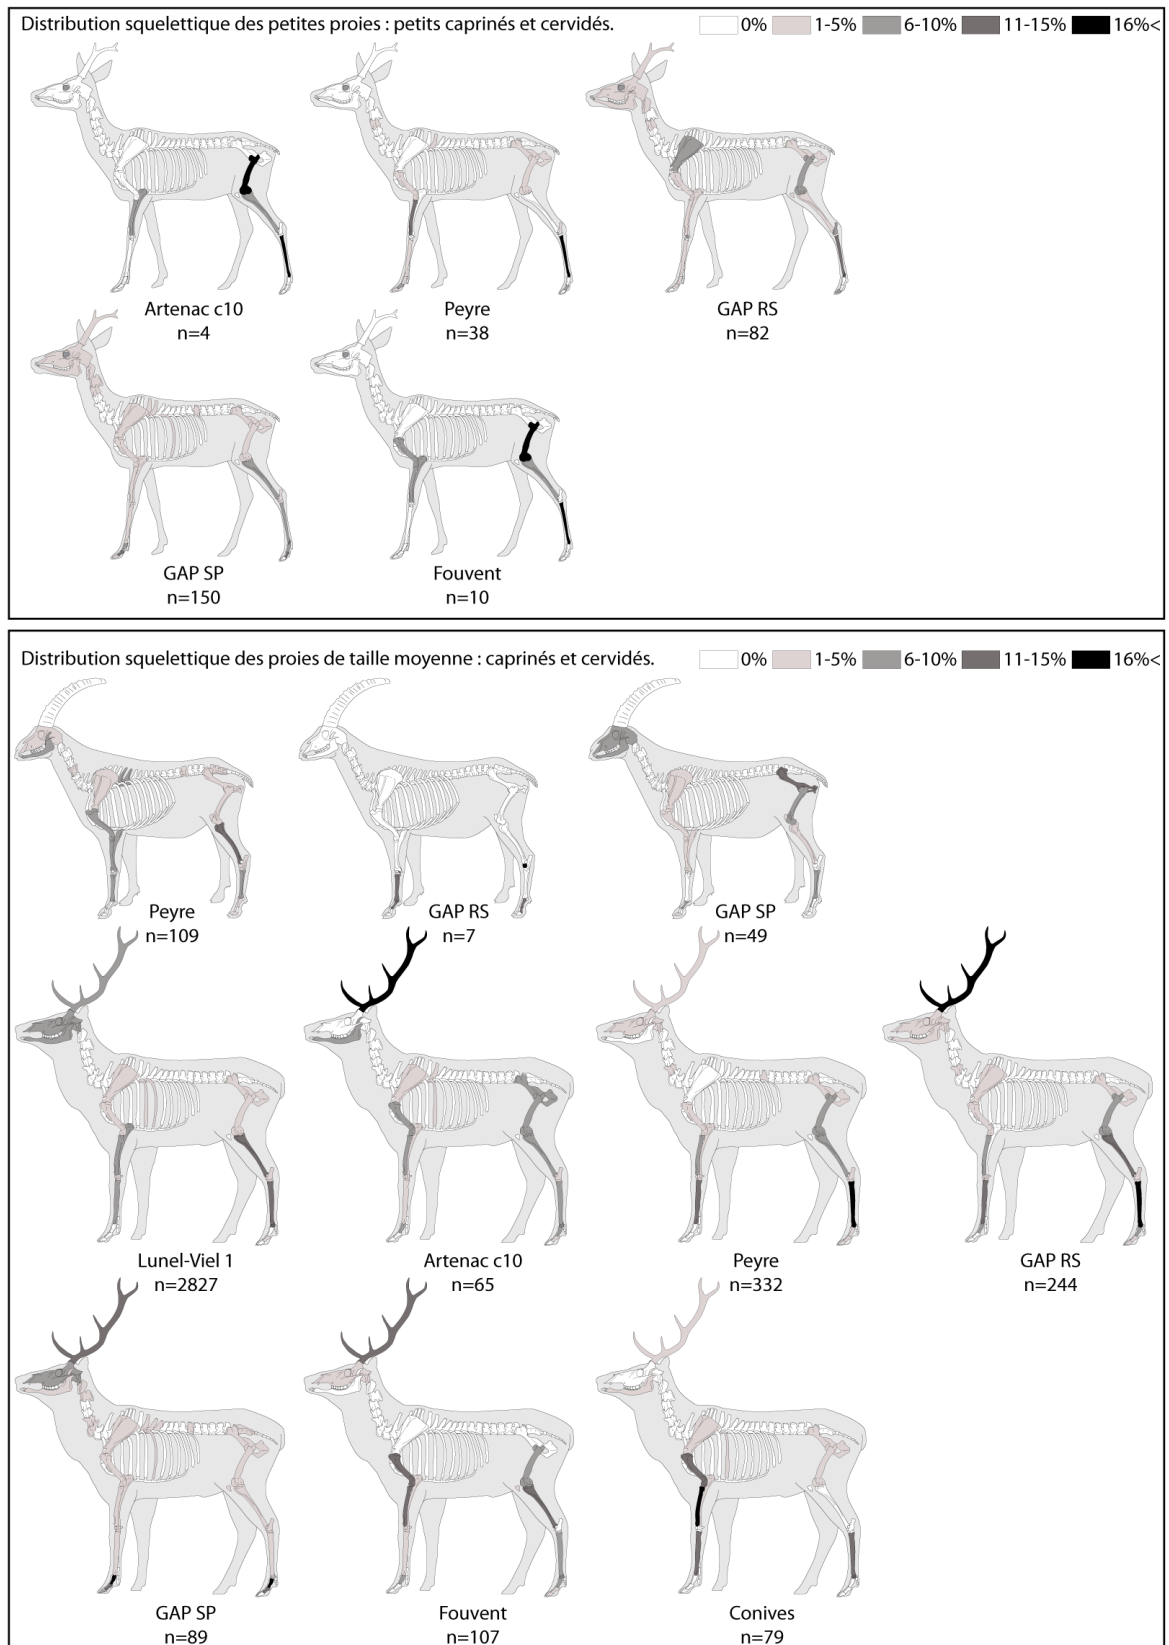 Distribution squelettique des petites proies : petits caprinés et cervidés. 0% 1-5% 6-10% 11-15% 16%<
Artenac c10 Peyre GAP RS
n=4 n=38 n=82
GAP SP Fouvent
n=150 n=10
Distribution squelettique des proies de taille moyenne : caprinés et cervidés. 0% 1-5% 6-10% 11-15% 16%<
Peyre GAP RS GAP SP
n=109 n=7 n=49
Lunel-Viel 1 Artenac c10 Peyre GAP RS
n=2827 n=65 n=332 n=244
GAP SP Fouvent Conives
n=89 n=107 n=79